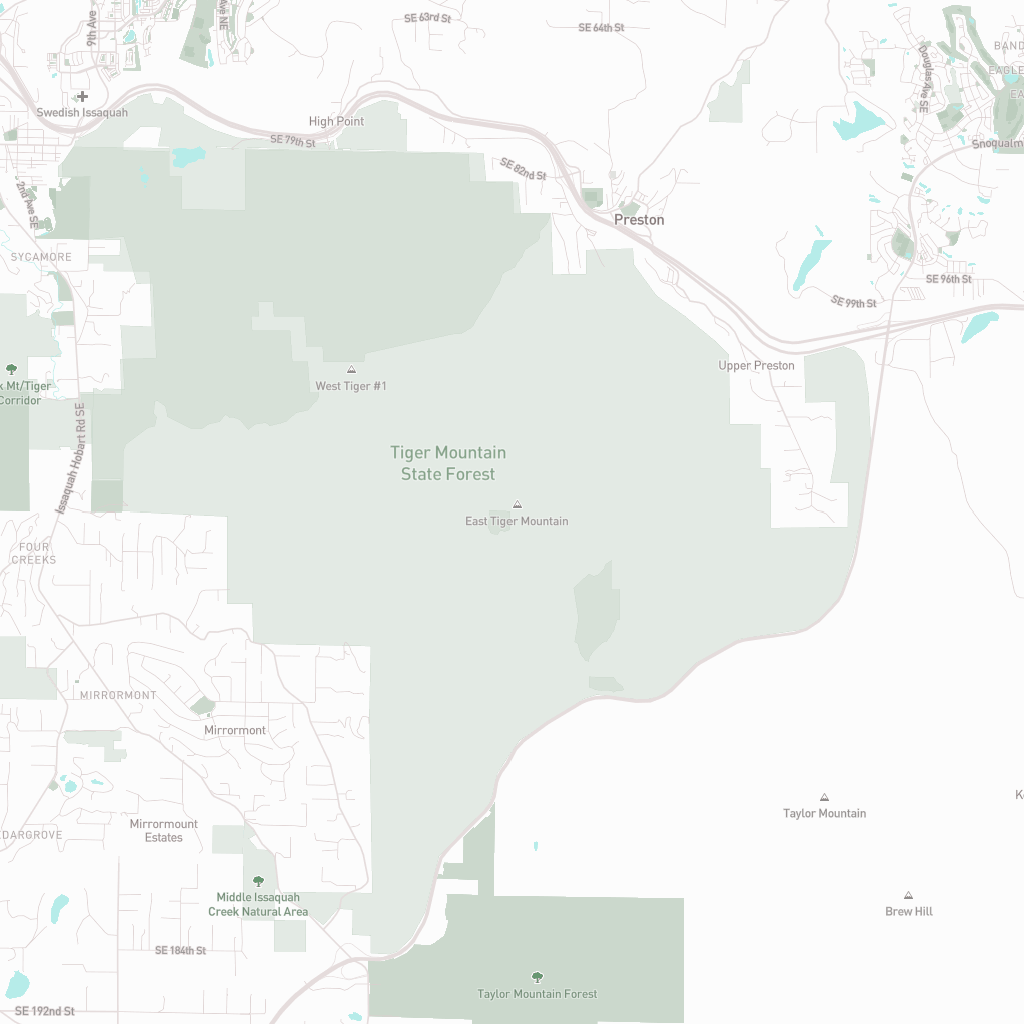 SE 63rd St
SE 64th St
9th Ave
Ave NE
Douglas Ave SE
BAND
EAGLE
EA
Swedish Issaquah
High Point
SE 79th St
SE 82nd St
Snoqualm
2nd Ave SE
Preston
SYCAMORE
SE 96th St
SE 99th St
Upper Preston
k Mt/Tiger
Corridor
West Tiger #1
Issaquah Hobart Rd SE
Tiger Mountain
State Forest
East Tiger Mountain
FOUR
CREEKS
MIRRORMONT
Mirrormont
Ke
Taylor Mountain
Mirrormount
Estates
EDARGROVE
Middle Issaquah
Creek Natural Area
Brew Hill
SE 184th St
Taylor Mountain Forest
SE 192nd St